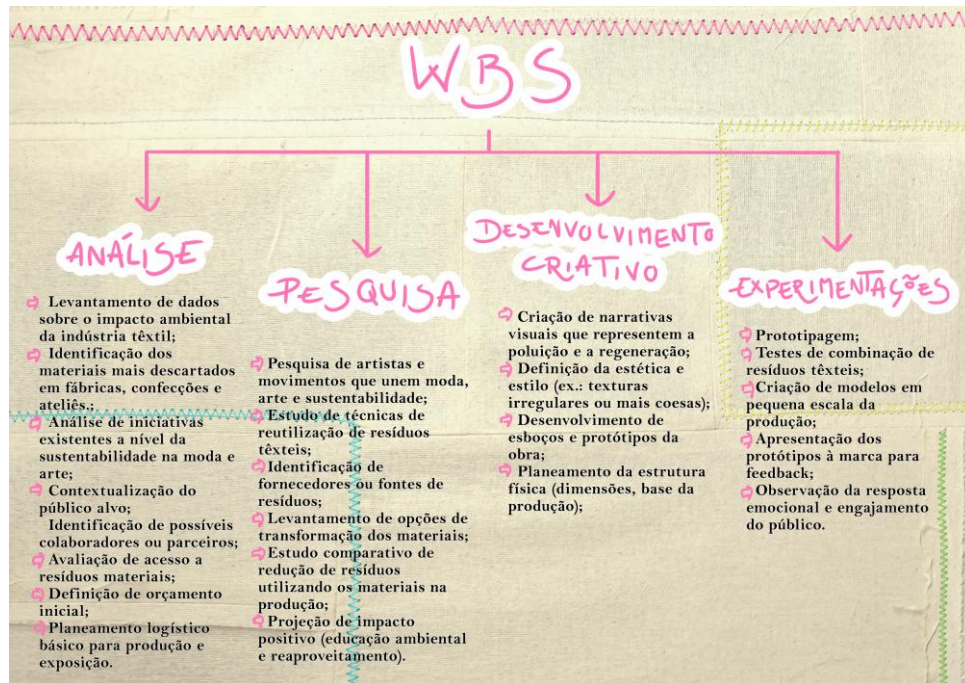 WBS
ANÁLISE
Levantamento de dados
sobre o impacto ambiental
da indústria têxtil;
Identificação dos
materiais mais descartados
em fábricas, confecções e
ateliês.;
Análise de iniciativas
existentes a nível da
sustentabilidade na moda e
arte;
Contextualização do
público alvo;
Identificação de possíveis
colaboradores ou parceiros;
Avaliação de acesso a
resíduos materiais;
Definição de orçamento
inicial;
Planeamento logístico
básico para produção e
exposição.
PESQUISA
Pesquisa de artistas e
movimentos que unem moda,
arte e sustentabilidade;
Estudo de técnicas de
reutilização de resíduos
têxteis;
Identificação de
fornecedores ou fontes de
resíduos;
Levantamento de opções de
transformação dos materiais;
Estudo comparativo de
redução de resíduos
utilizando os materiais na
produção;
Projeção de impacto
positivo (educação ambiental
e reaproveitamento).
DESENVOLVIMENTO
CRIATIVO
Criação de narrativas
visuais que representem a
poluição e a regeneração;
Definição da estética e
estilo (ex.: texturas
irregulares ou mais coesas);
Desenvolvimento de
esboços e protótipos da
obra;
Planeamento da estrutura
física (dimensões, base da
produção);
EXPERIMENTAÇÕES
Prototipagem;
Testes de combinação de
resíduos têxteis;
Criação de modelos em
pequena escala da
produção;
Apresentação dos
protótipos à marca para
feedback;
Observação da resposta
emocional e engajamento
do público.